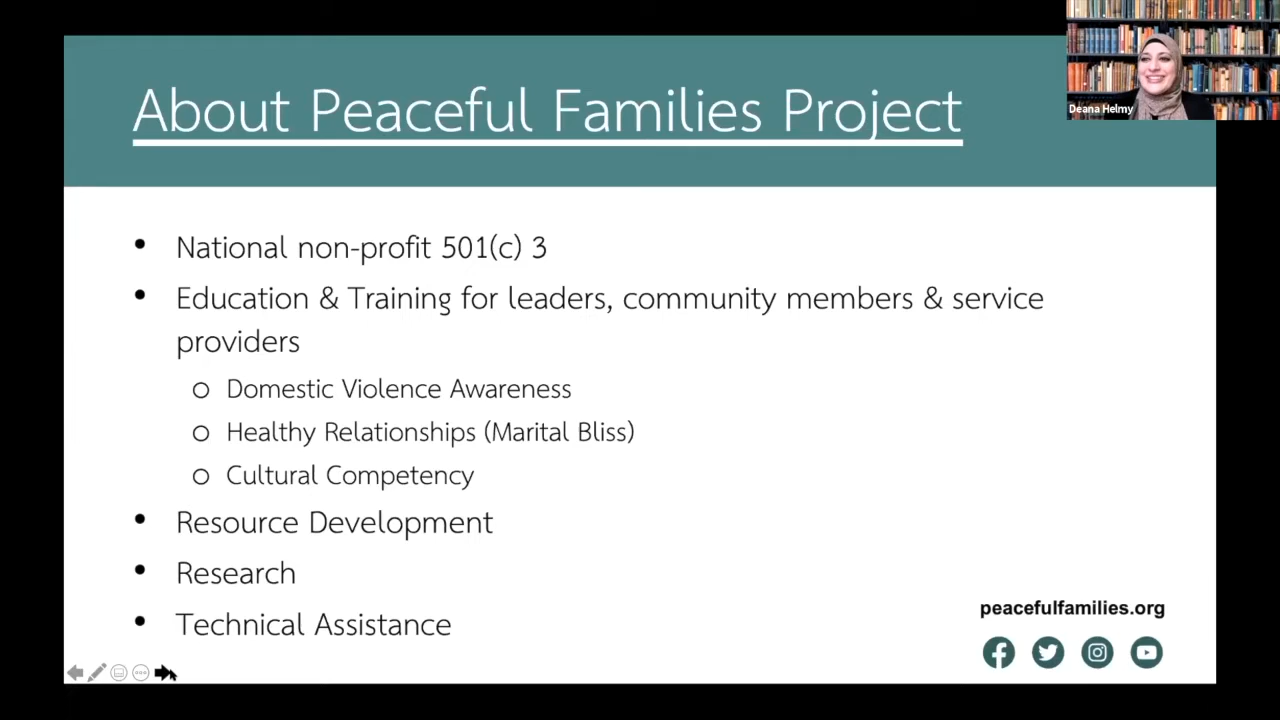 About Peaceful Families Project
Deana Helmy
• National non-profit 501(c) 3
• Education & Training for leaders, community members & service
providers
o Domestic Violence Awareness
o Healthy Relationships (Marital Bliss)
o Cultural Competency
• Resource Development
• Research
• Technical Assistance
peacefulfamilies.org